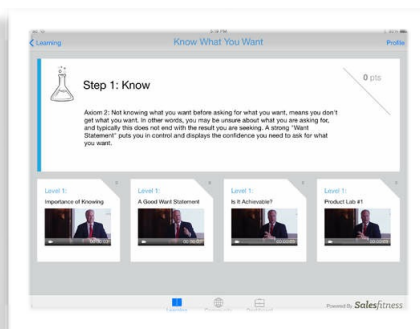 Learning
Know What You Want
Profile
0 pts
Step 1: Know
Axiom 2: Not knowing what you want before asking for what you want, means you don't
get what you want. In other words, you may be unsure about what you are asking for,
and typically this does not end with the result you are seeking. A strong "Want
Statement" puts you in control and displays the confidence you need to ask for what
you want.
Level 1:
Importance of Knowing
Level 1:
A Good Want Statement
Level 1:
Is It Achievable?
Level 1:
Product Lab #1
Learning
Powered By Salesfitness